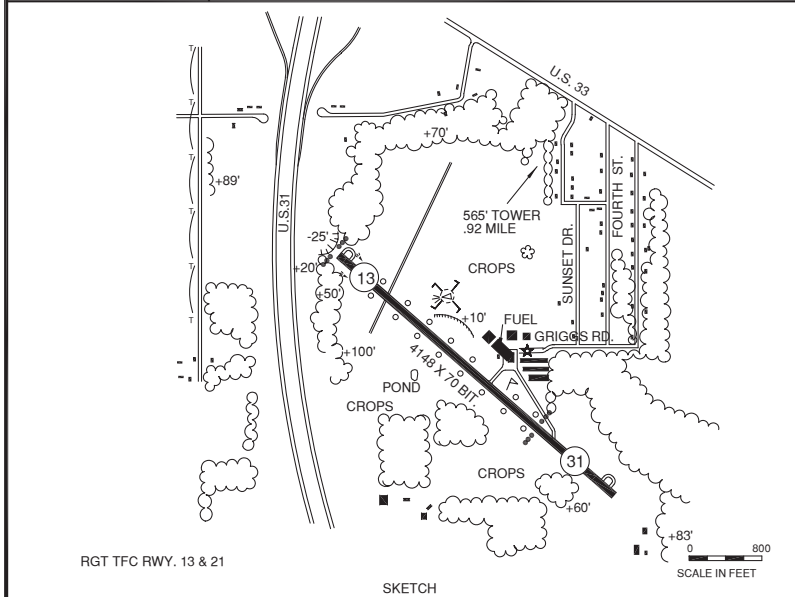 U.S. 33
+70'
+89'
U.S.31
565' TOWER
.92 MILE
SUNSET DR.
FOURTH ST.
-25'
+20'
+50'
13
CROPS
+10'
FUEL
GRIGGS RD.
+100'
4148 X 70 BIT.
POND
CROPS
CROPS
31
+60'
+83'
RGT TFC RWY. 13 & 21
0 800
SCALE IN FEET
SKETCH
T
T
T
T
T
T